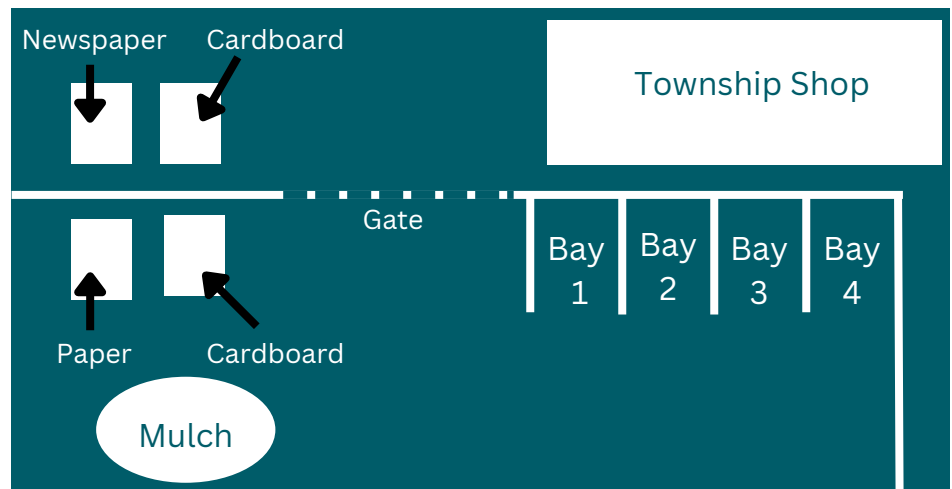 Newspaper
Cardboard
Township Shop
Gate
Bay
1
Bay
2
Bay
3
Bay
4
Paper
Cardboard
Mulch